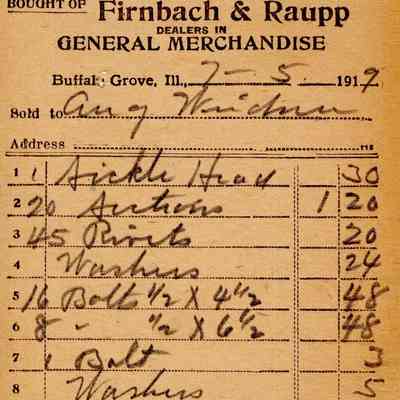 BOUGHT OF Firnbach & Raupp
DEALERS IN
GENERAL MERCHANDISE
Buffalo Grove, Ill., 7-5 1919
Sold to Aug
Address
1 1 Sickle Head 30
2 20 Sections 1 20
3 45 Rivets 20
4 Washers 24
5 16 Bolts 1/2 X 4 1/2 48
6 8 " 1/2 X 6 1/2 48
7 1 Bolt 3
8 Washers 5